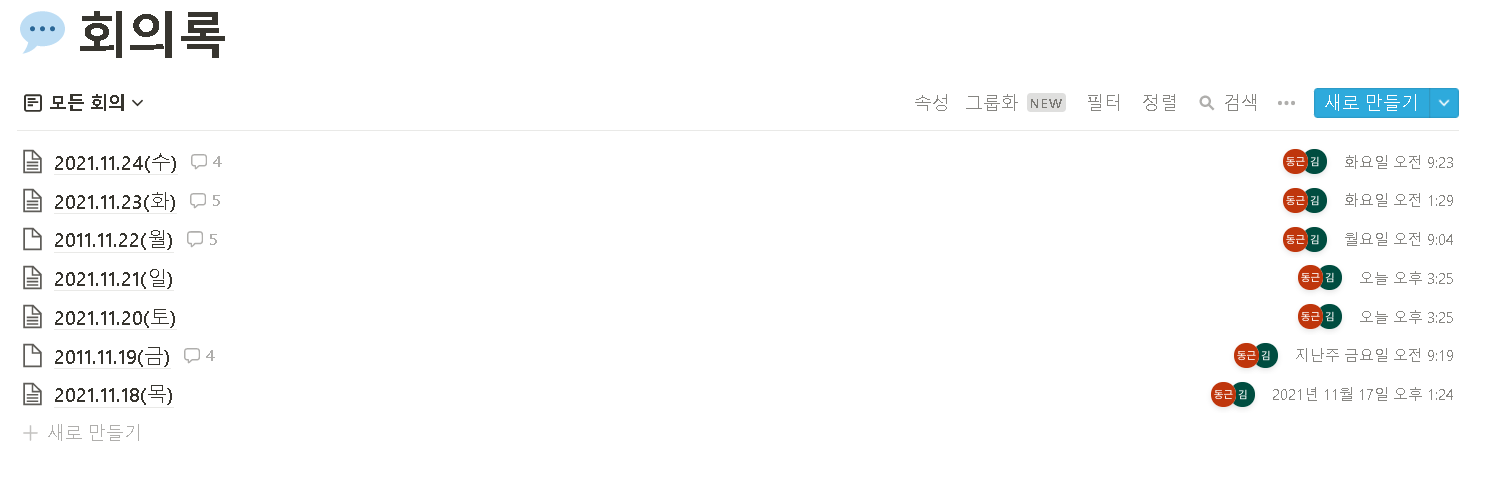 회의록
모든 회의 속성 그룹화 NEW 필터 정렬 검색 새로 만들기
2021.11.24(수) 4 동근 김 화요일 오전 9:23
2021.11.23(화) 5 동근 김 화요일 오전 1:29
2011.11.22(월) 5 동근 김 월요일 오전 9:04
2021.11.21(일) 동근 김 오늘 오후 3:25
2021.11.20(토) 동근 김 오늘 오후 3:25
2011.11.19(금) 4 동근 김 지난주 금요일 오전 9:19
2021.11.18(목) 동근 김 2021년 11월 17일 오후 1:24
새로 만들기